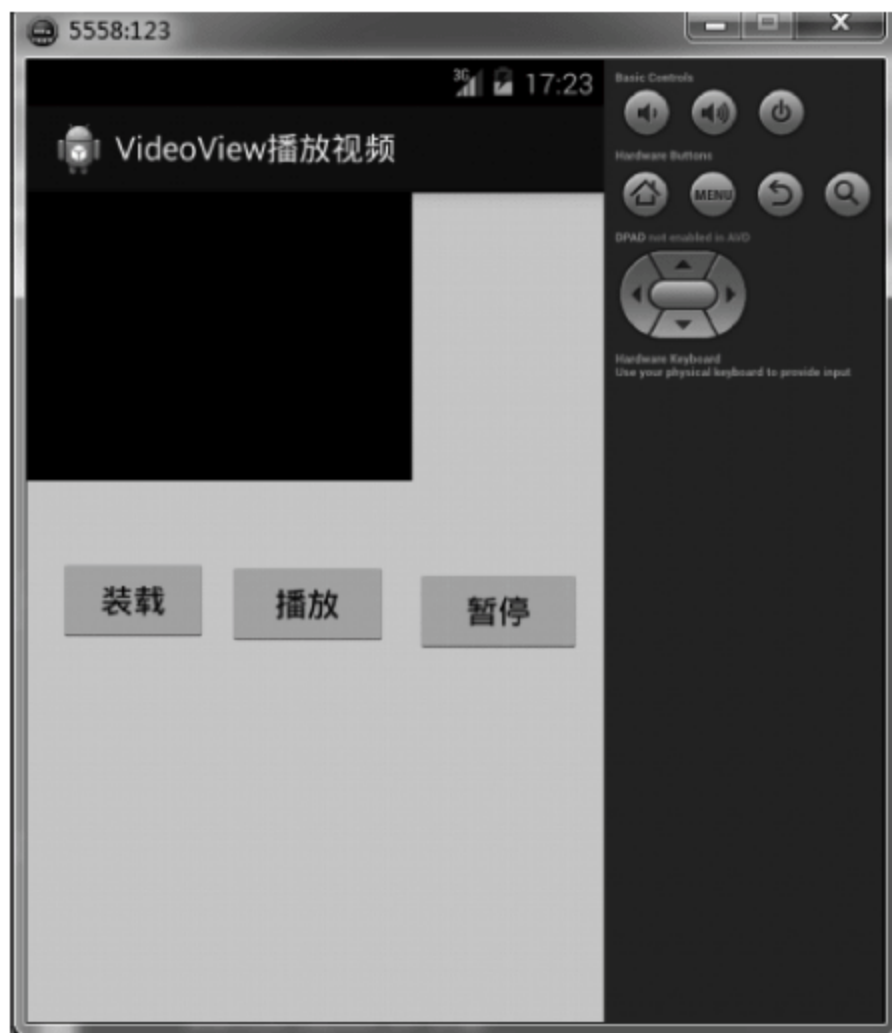 5558:123
3G 17:23
VideoView播放视频
装载 播放 暂停
Basic Controls
Hardware Buttons
MENU
DPAD not enabled in AVD
Hardware Keyboard
Use your physical keyboard to provide input